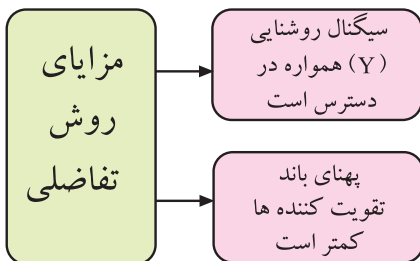 مزایای
روش
تفاضلی
سیگنال روشنایی
(Y) همواره در
دسترس است
پهنای باند
تقویت کننده ها
کمتر است